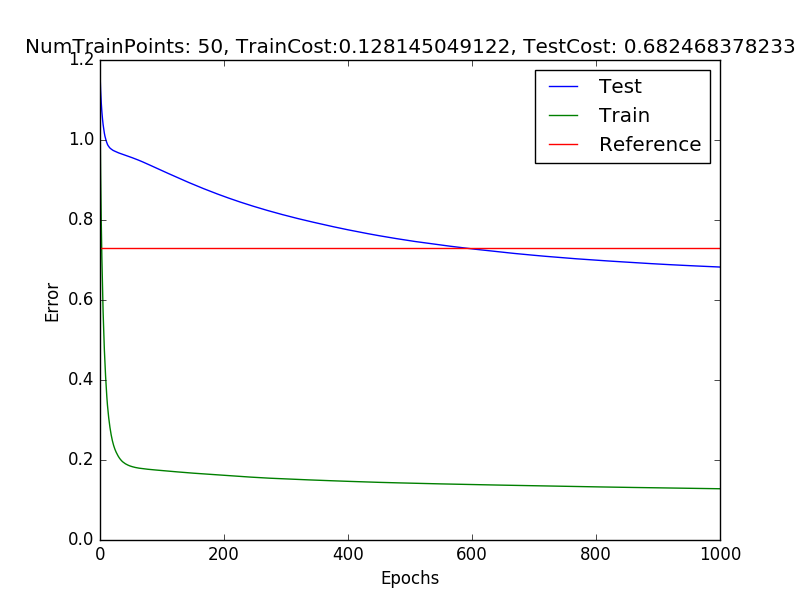 NumTrainPoints: 50, TrainCost:0.128145049122, TestCost: 0.682468378233
1.2
Test
Train
Reference
1.0
0.8
0.6
Error
0.4
0.2
0.0
0 200 400 600 800 1000
Epochs